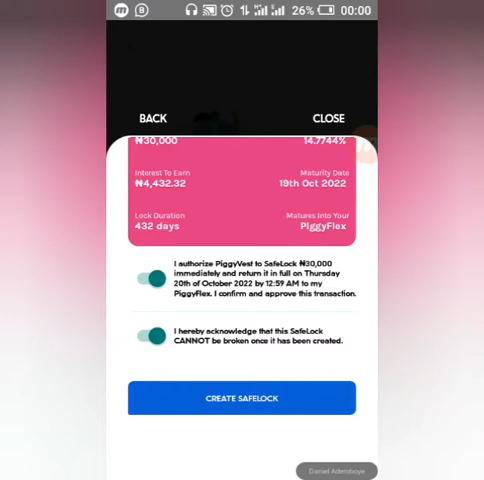 26% 00:00
BACK CLOSE
₦30,000 14.7744%
Interest To Earn Maturity Date
₦4,432.32 19th Oct 2022
Lock Duration Matures Into Your
432 days PiggyFlex
I authorize PiggyVest to SafeLock ₦30,000
immediately and return it in full on Thursday
20th of October 2022 by 12:59 AM to my
PiggyFlex. I confirm and approve this transaction.
I hereby acknowledge that this SafeLock
CANNOT be broken once it has been created.
CREATE SAFELOCK